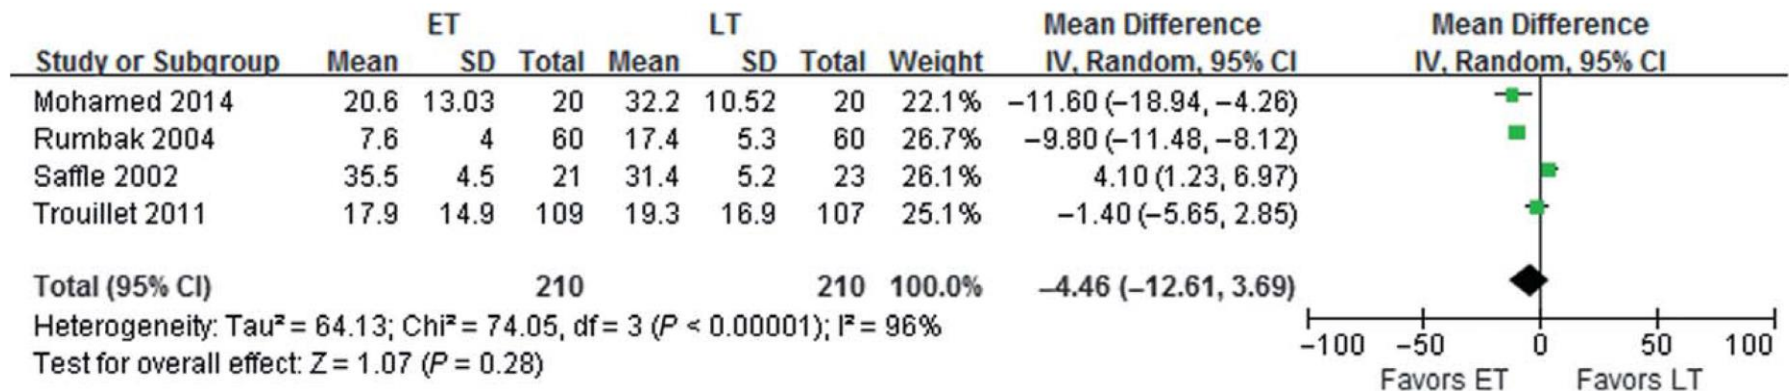 ET LT Mean Difference Mean Difference
Study or Subgroup Mean SD Total Mean SD Total Weight IV, Random, 95% CI IV, Random, 95% CI
Mohamed 2014 20.6 13.03 20 32.2 10.52 20 22.1% −11.60 (−18.94, −4.26)
Rumbak 2004 7.6 4 60 17.4 5.3 60 26.7% −9.80 (−11.48, −8.12)
Saffle 2002 35.5 4.5 21 31.4 5.2 23 26.1% 4.10 (1.23, 6.97)
Trouillet 2011 17.9 14.9 109 19.3 16.9 107 25.1% −1.40 (−5.65, 2.85)
Total (95% CI) 210 210 100.0% −4.46 (−12.61, 3.69)
Heterogeneity: Tau² = 64.13; Chi² = 74.05, df = 3 (P < 0.00001); I² = 96%
Test for overall effect: Z = 1.07 (P = 0.28)
−100 −50 0 50 100
Favors ET Favors LT